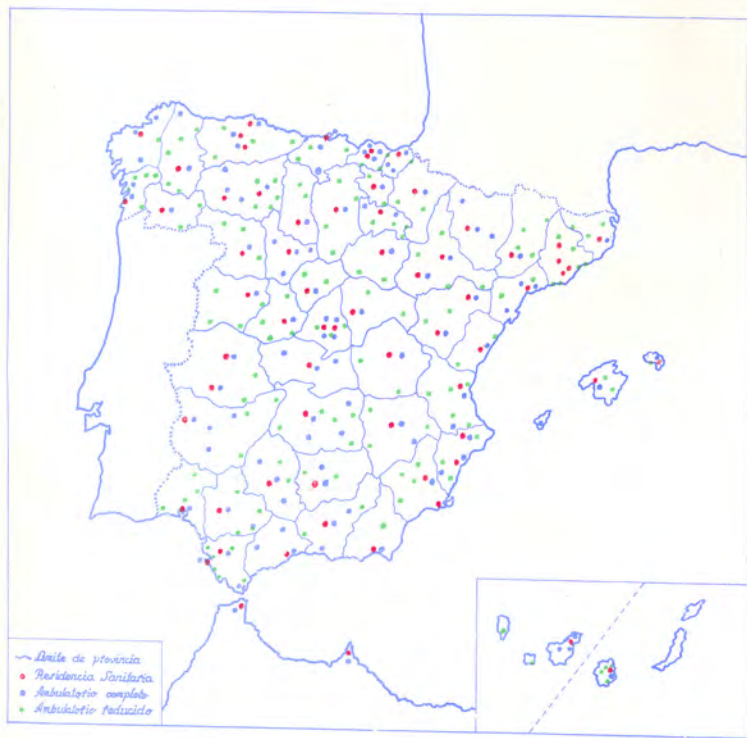 Límite de provincia
Residencia Sanitaria
Ambulatorio completo
Ambulatorio reducido